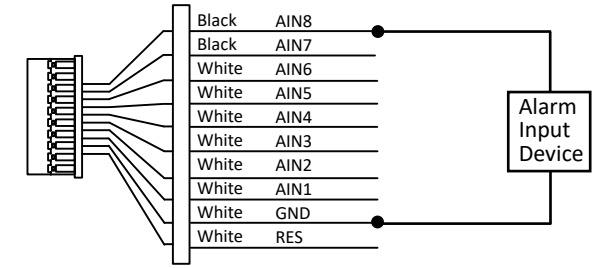 Black AIN8
Black AIN7
White AIN6
White AIN5
White AIN4
White AIN3
White AIN2
White AIN1
White GND
White RES
Alarm
Input
Device